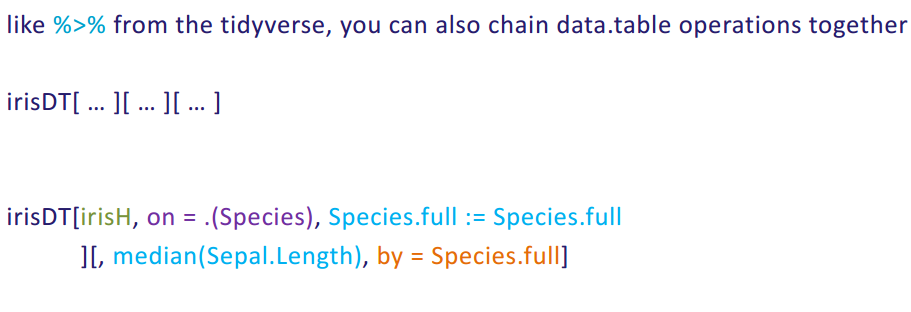 like %>% from the tidyverse, you can also chain data.table operations together
irisDT[ ... ][ ... ][ ... ]
irisDT[irisH, on = .(Species), Species.full := Species.full
][, median(Sepal.Length), by = Species.full]